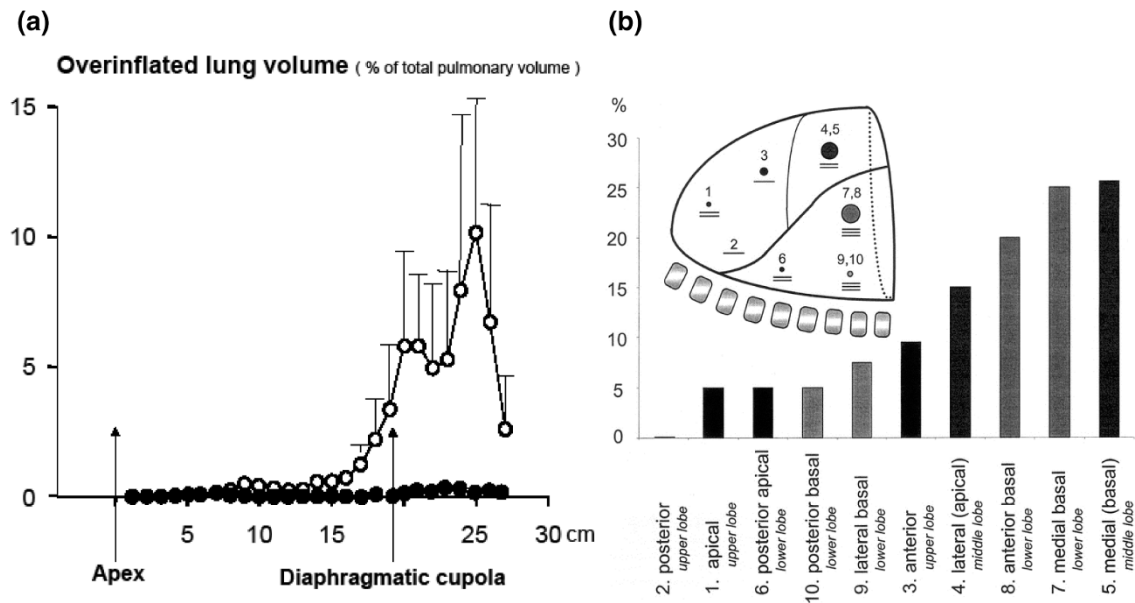 (a)
Overinflated lung volume ( % of total pulmonary volume )
15
10
5
0
5
10
15
20
25
30 cm
Apex
Diaphragmatic cupola
(b)
%
30
25
20
15
10
5
0
4,5
3
1
7,8
2
6
9,10
2. posterior
upper lobe
1. apical
upper lobe
6. posterior apical
lower lobe
10. posterior basal
lower lobe
9. lateral basal
lower lobe
3. anterior
upper lobe
4. lateral (apical)
middle lobe
8. anterior basal
lower lobe
7. medial basal
lower lobe
5. medial (basal)
middle lobe